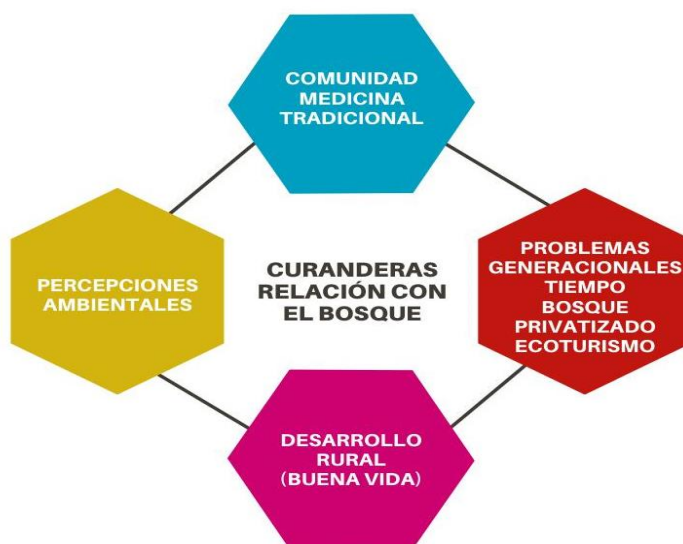 COMUNIDAD
MEDICINA
TRADICIONAL
PERCEPCIONES
AMBIENTALES
CURANDERAS
RELACIÓN CON
EL BOSQUE
PROBLEMAS
GENERACIONALES
TIEMPO
BOSQUE
PRIVATIZADO
ECOTURISMO
DESARROLLO
RURAL
(BUENA VIDA)